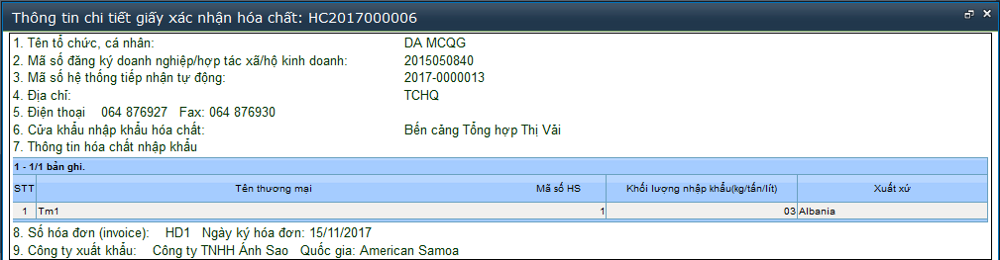 Thông tin chi tiết giấy xác nhận hóa chất: HC2017000006
1. Tên tổ chức, cá nhân: DA MCQG
2. Mã số đăng ký doanh nghiệp/hợp tác xã/hộ kinh doanh: 2015050840
3. Mã số hệ thống tiếp nhận tự động: 2017-0000013
4. Địa chỉ: TCHQ
5. Điện thoại 064 876927 Fax: 064 876930
6. Cửa khẩu nhập khẩu hóa chất: Bến cảng Tổng hợp Thị Vải
7. Thông tin hóa chất nhập khẩu
1 - 1/1 bản ghi.
STT Tên thương mại Mã số HS Khối lượng nhập khẩu(kg/tấn/lít) Xuất xứ
1 Tm1 1 03 Albania
8. Số hóa đơn (invoice): HD1 Ngày ký hóa đơn: 15/11/2017
9. Công ty xuất khẩu: Công ty TNHH Ánh Sao Quốc gia: American Samoa